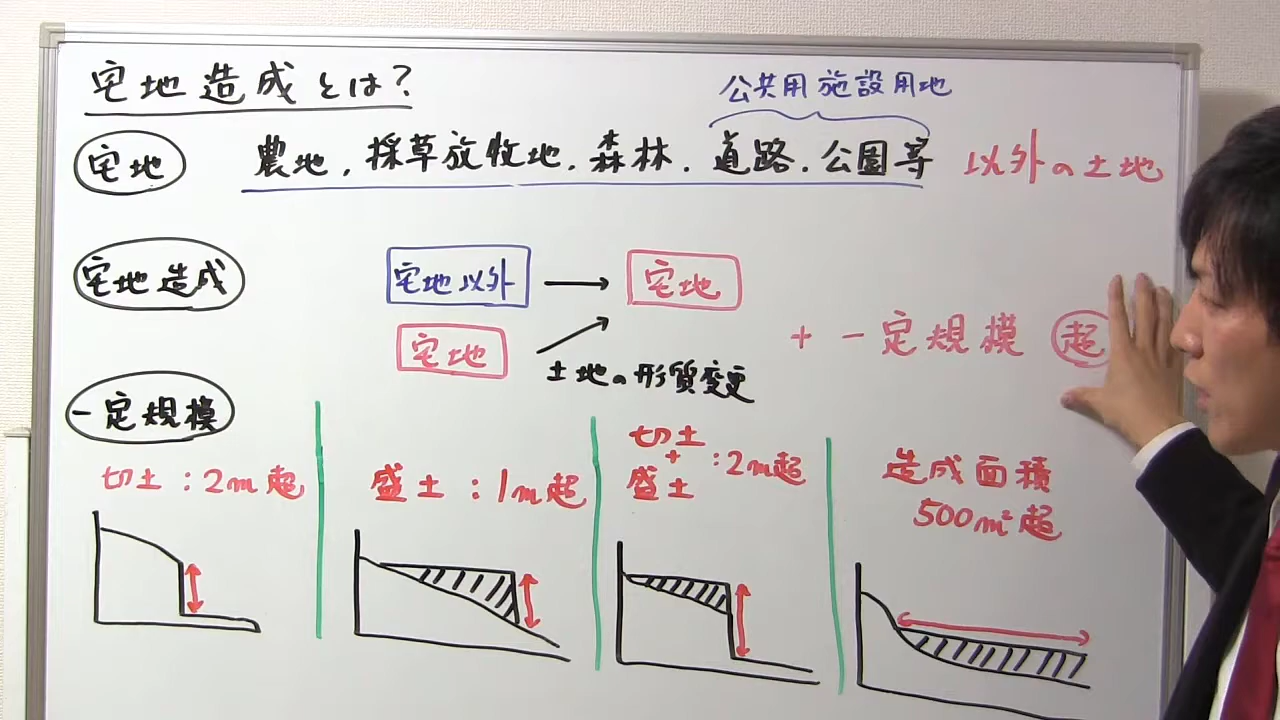 宅地造成とは?
公共用施設用地
宅地 農地,採草放牧地,森林,道路,公園等 以外の土地
宅地造成 宅地以外 → 宅地
宅地
土地の形質変更
+ 一定規模 超
一定規模
切土:2m超
盛土:1m超
切土
+
盛土
:2m超
造成面積
500m²超